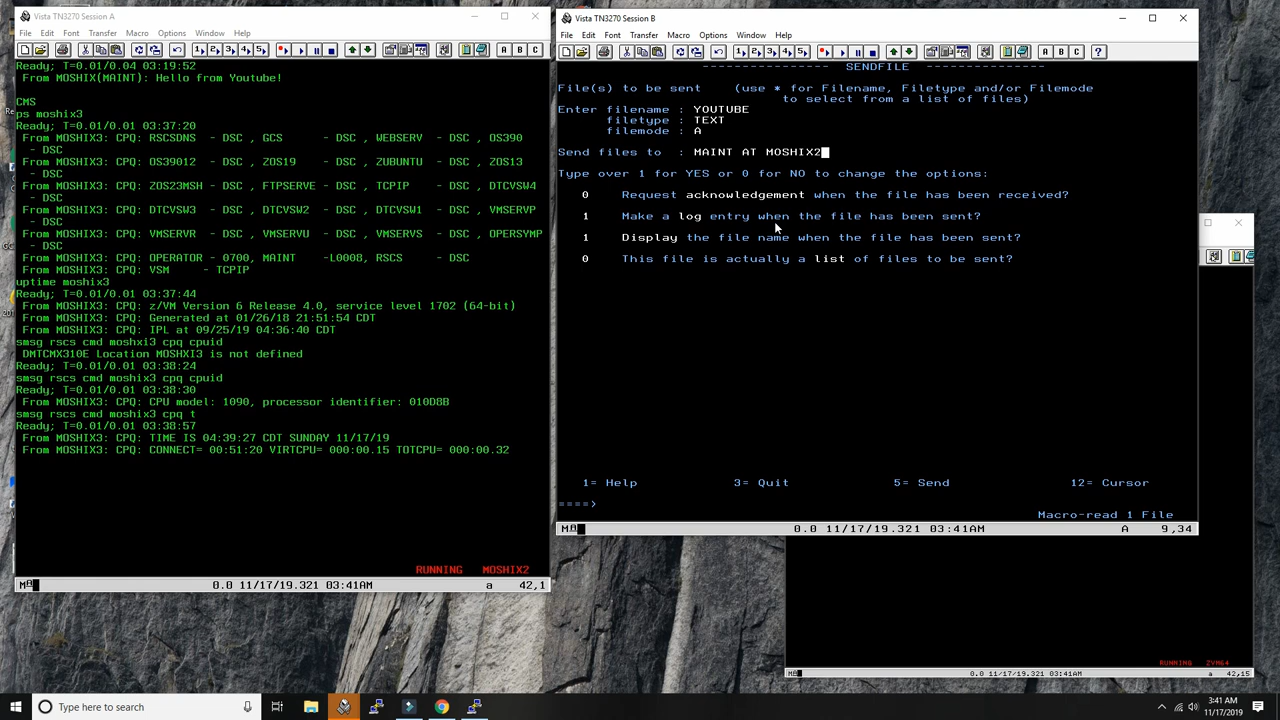 Vista TN3270 Session A
File Edit Font Transfer Macro Options Window Help
A B C
Ready; T=0.01/0.04 03:19:52
From MOSHIX(MAINT): Hello from Youtube!
CMS
ps moshix3
Ready; T=0.01/0.01 03:37:20
From MOSHIX3: CPQ: RSCSDNS - DSC , GCS - DSC , WEBSERV - DSC , OS390
- DSC
From MOSHIX3: CPQ: OS39012 - DSC , ZOS19 - DSC , ZUBUNTU - DSC , ZOS13
- DSC
From MOSHIX3: CPQ: ZOS23MSH - DSC , FTPSERVE - DSC , TCPIP - DSC , DTCVSW4
- DSC
From MOSHIX3: CPQ: DTCVSW3 - DSC , DTCVSW2 - DSC , DTCVSW1 - DSC , VMSERVP
- DSC
From MOSHIX3: CPQ: VMSERVR - DSC , VMSERVU - DSC , VMSERVS - DSC , OPERSYMP
- DSC
From MOSHIX3: CPQ: OPERATOR - 0700, MAINT -L0008, RSCS - DSC
From MOSHIX3: CPQ: VSM - TCPIP
uptime moshix3
Ready; T=0.01/0.01 03:37:44
From MOSHIX3: CPQ: z/VM Version 6 Release 4.0, service level 1702 (64-bit)
From MOSHIX3: CPQ: Generated at 01/26/18 21:51:54 CDT
From MOSHIX3: CPQ: IPL at 09/25/19 04:36:40 CDT
smsg rscs cmd moshxi3 cpq cpuid
DMTCMX310E Location MOSHXI3 is not defined
Ready; T=0.01/0.01 03:38:24
smsg rscs cmd moshix3 cpq cpuid
Ready; T=0.01/0.01 03:38:30
From MOSHIX3: CPQ: CPU model: 1090, processor identifier: 010D8B
smsg rscs cmd moshix3 cpq t
Ready; T=0.01/0.01 03:38:57
From MOSHIX3: CPQ: TIME IS 04:39:27 CDT SUNDAY 11/17/19
From MOSHIX3: CPQ: CONNECT= 00:51:20 VIRTCPU= 000:00.15 TOTCPU= 000:00.32
RUNNING MOSHIX2
0.0 11/17/19.321 03:41AM a 42,1
Vista TN3270 Session B
File Edit Font Transfer Macro Options Window Help
A B C
--------------- SENDFILE ---------------
File(s) to be sent (use * for Filename, Filetype and/or Filemode
to select from a list of files)
Enter filename : YOUTUBE
filetype : TEXT
filemode : A
Send files to : MAINT AT MOSHIX2
Type over 1 for YES or 0 for NO to change the options:
0 Request acknowledgement when the file has been received?
1 Make a log entry when the file has been sent?
1 Display the file name when the file has been sent?
0 This file is actually a list of files to be sent?
1= Help 3= Quit 5= Send 12= Cursor
====>
Macro-read 1 File
0.0 11/17/19.321 03:41AM A 9,34
RUNNING ZVM64
0.0 11/17/19.321 03:41AM a 42,15
Type here to search
3:41 AM
11/17/2019